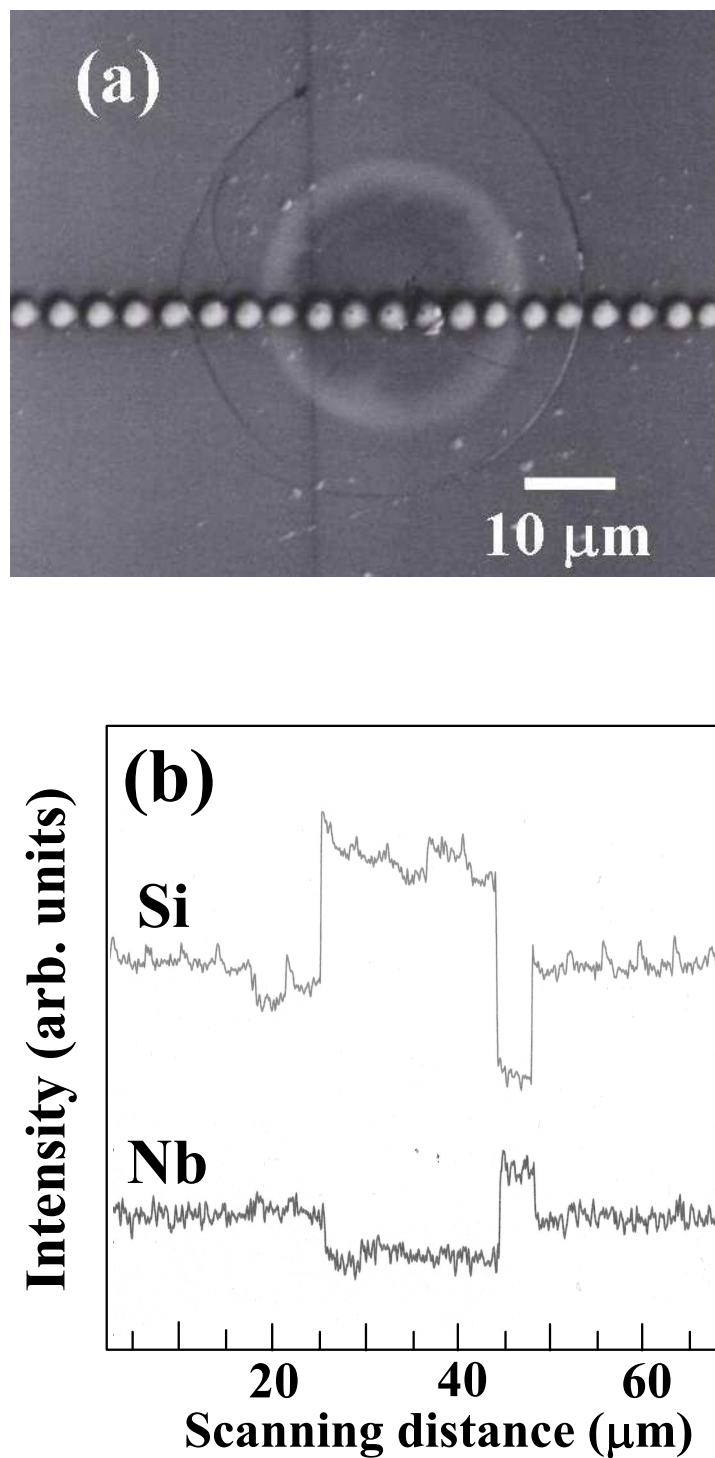 (a)
10 μm
(b)
Si
Nb
Intensity (arb. units)
20 40 60
Scanning distance (μm)